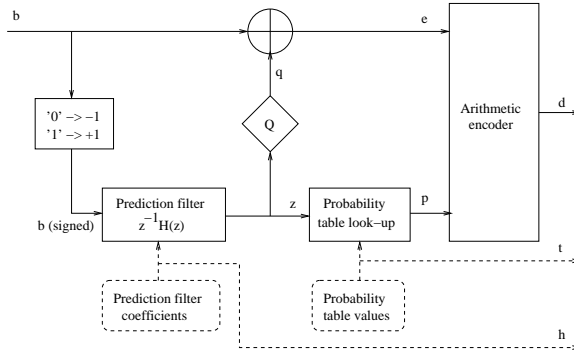 b
e
q
'0' −> −1
'1' −> +1
Q
Arithmetic
encoder
d
Prediction filter
z−1H(z)
z
Probability
table look−up
p
b (signed)
t
Prediction filter
coefficients
Probability
table values
h